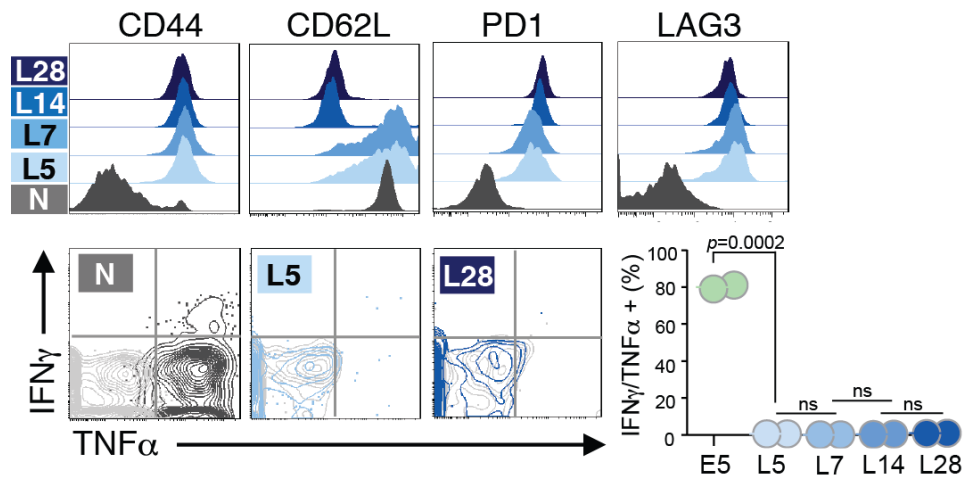 CD44 CD62L PD1 LAG3
L28
L14
L7
L5
N
N L5 L28
IFNγ
TNFα
IFNγ/TNFα + (%)
p=0.0002
100
80
60
40
20
0
ns ns ns
E5 L5 L7 L14 L28